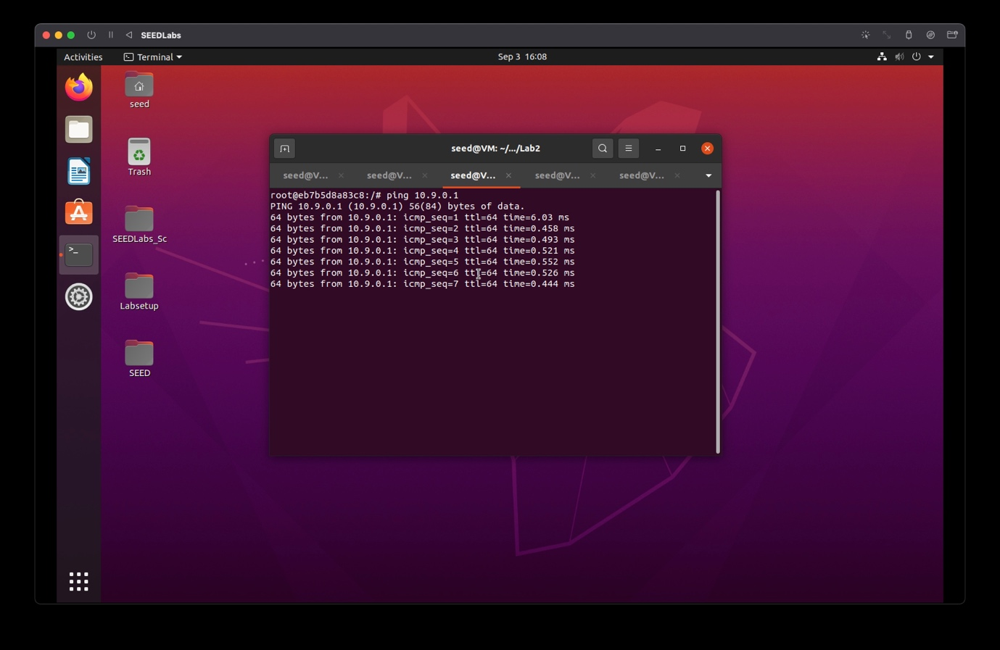 SEEDLabs
Activities
Terminal
Sep 3 16:08
seed
Trash
SEEDLabs_Sc
Labsetup
SEED
seed@VM: ~/.../Lab2
seed@V... seed@V... seed@V... seed@V... seed@V...
root@eb7b5d8a83c8:/# ping 10.9.0.1
PING 10.9.0.1 (10.9.0.1) 56(84) bytes of data.
64 bytes from 10.9.0.1: icmp_seq=1 ttl=64 time=6.03 ms
64 bytes from 10.9.0.1: icmp_seq=2 ttl=64 time=0.458 ms
64 bytes from 10.9.0.1: icmp_seq=3 ttl=64 time=0.493 ms
64 bytes from 10.9.0.1: icmp_seq=4 ttl=64 time=0.521 ms
64 bytes from 10.9.0.1: icmp_seq=5 ttl=64 time=0.552 ms
64 bytes from 10.9.0.1: icmp_seq=6 ttl=64 time=0.526 ms
64 bytes from 10.9.0.1: icmp_seq=7 ttl=64 time=0.444 ms